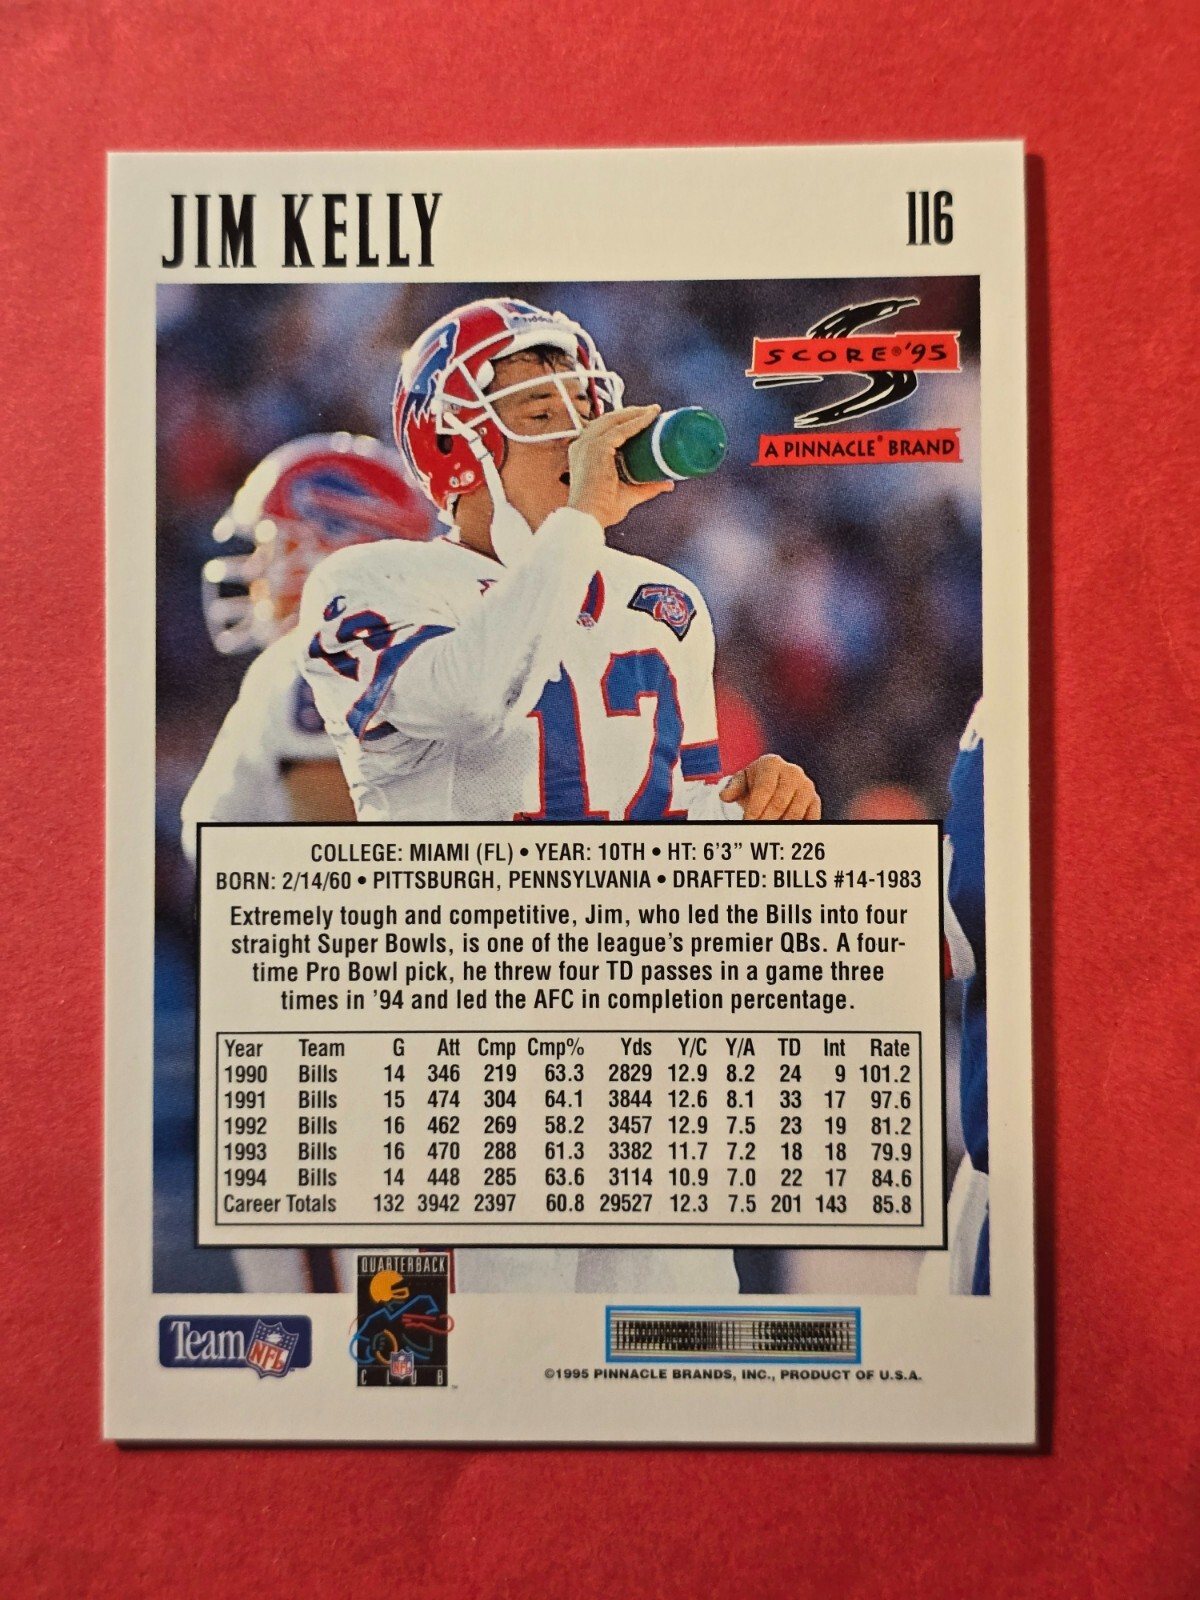 JIM KELLY
116
SCORE®'95
A PINNACLE® BRAND
Riddell
12
12
COLLEGE: MIAMI (FL) • YEAR: 10TH • HT: 6'3" WT: 226
BORN: 2/14/60 • PITTSBURGH, PENNSYLVANIA • DRAFTED: BILLS #14-1983
Extremely tough and competitive, Jim, who led the Bills into four
straight Super Bowls, is one of the league's premier QBs. A four-
time Pro Bowl pick, he threw four TD passes in a game three
times in '94 and led the AFC in completion percentage.
Year Team G Att Cmp Cmp% Yds Y/C Y/A TD Int Rate
1990 Bills 14 346 219 63.3 2829 12.9 8.2 24 9 101.2
1991 Bills 15 474 304 64.1 3844 12.6 8.1 33 17 97.6
1992 Bills 16 462 269 58.2 3457 12.9 7.5 23 19 81.2
1993 Bills 16 470 288 61.3 3382 11.7 7.2 18 18 79.9
1994 Bills 14 448 285 63.6 3114 10.9 7.0 22 17 84.6
Career Totals 132 3942 2397 60.8 29527 12.3 7.5 201 143 85.8
QUARTERBACK
CLUB™
NFL
Team NFL
©1995 PINNACLE BRANDS, INC., PRODUCT OF U.S.A.